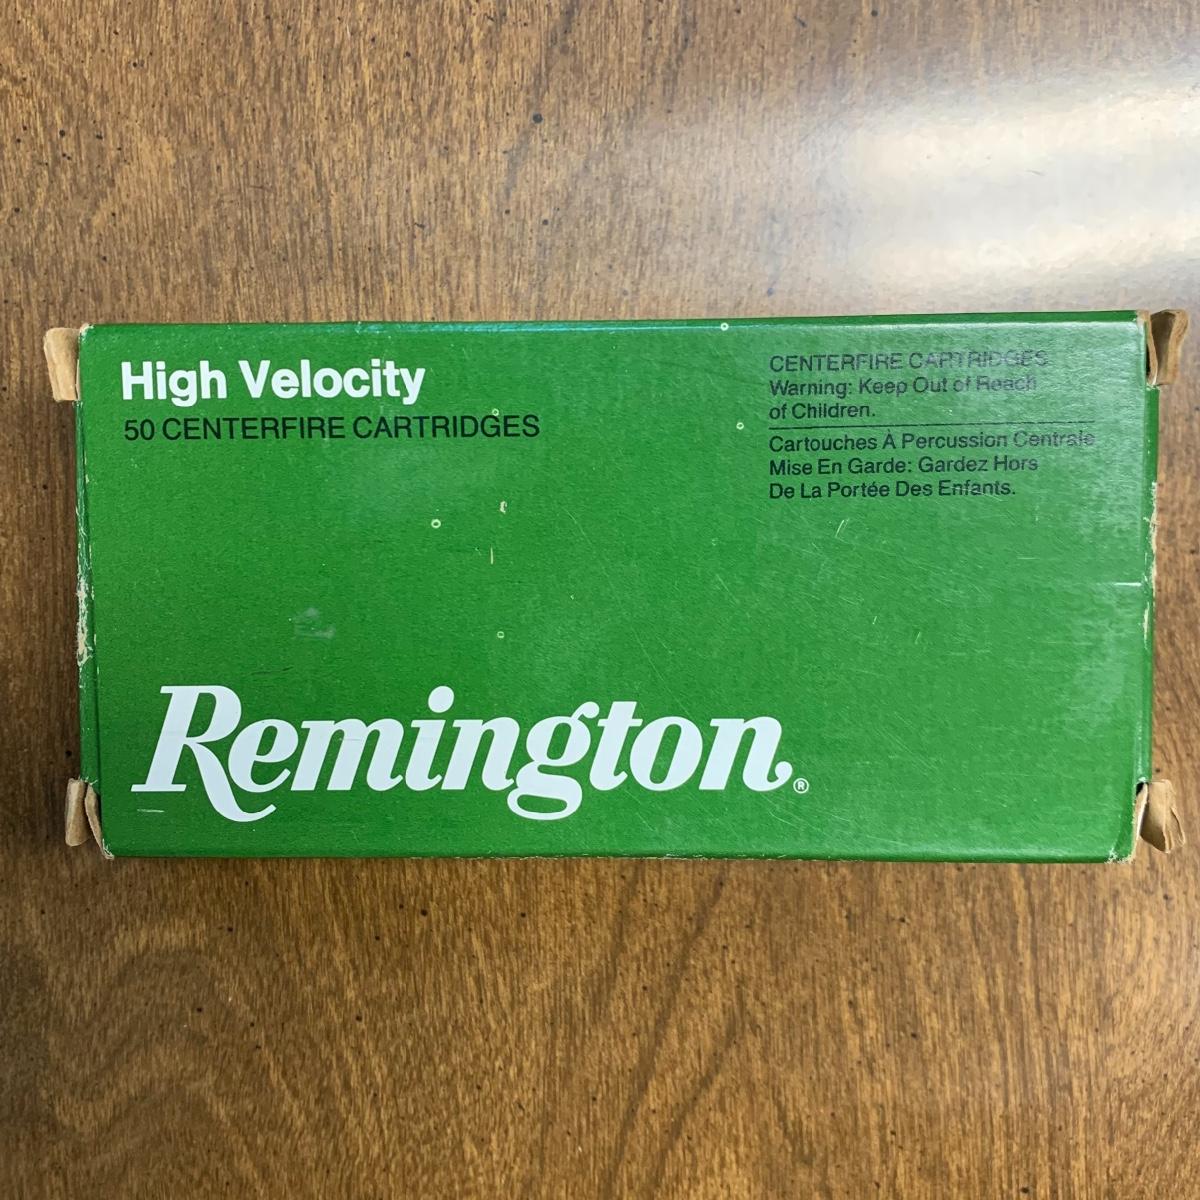 High Velocity
50 CENTERFIRE CARTRIDGES
CENTERFIRE CARTRIDGES
Warning: Keep Out of Reach
of Children.
Cartouches À Percussion Centrale
Mise En Garde: Gardez Hors
De La Portée Des Enfants.
Remington®